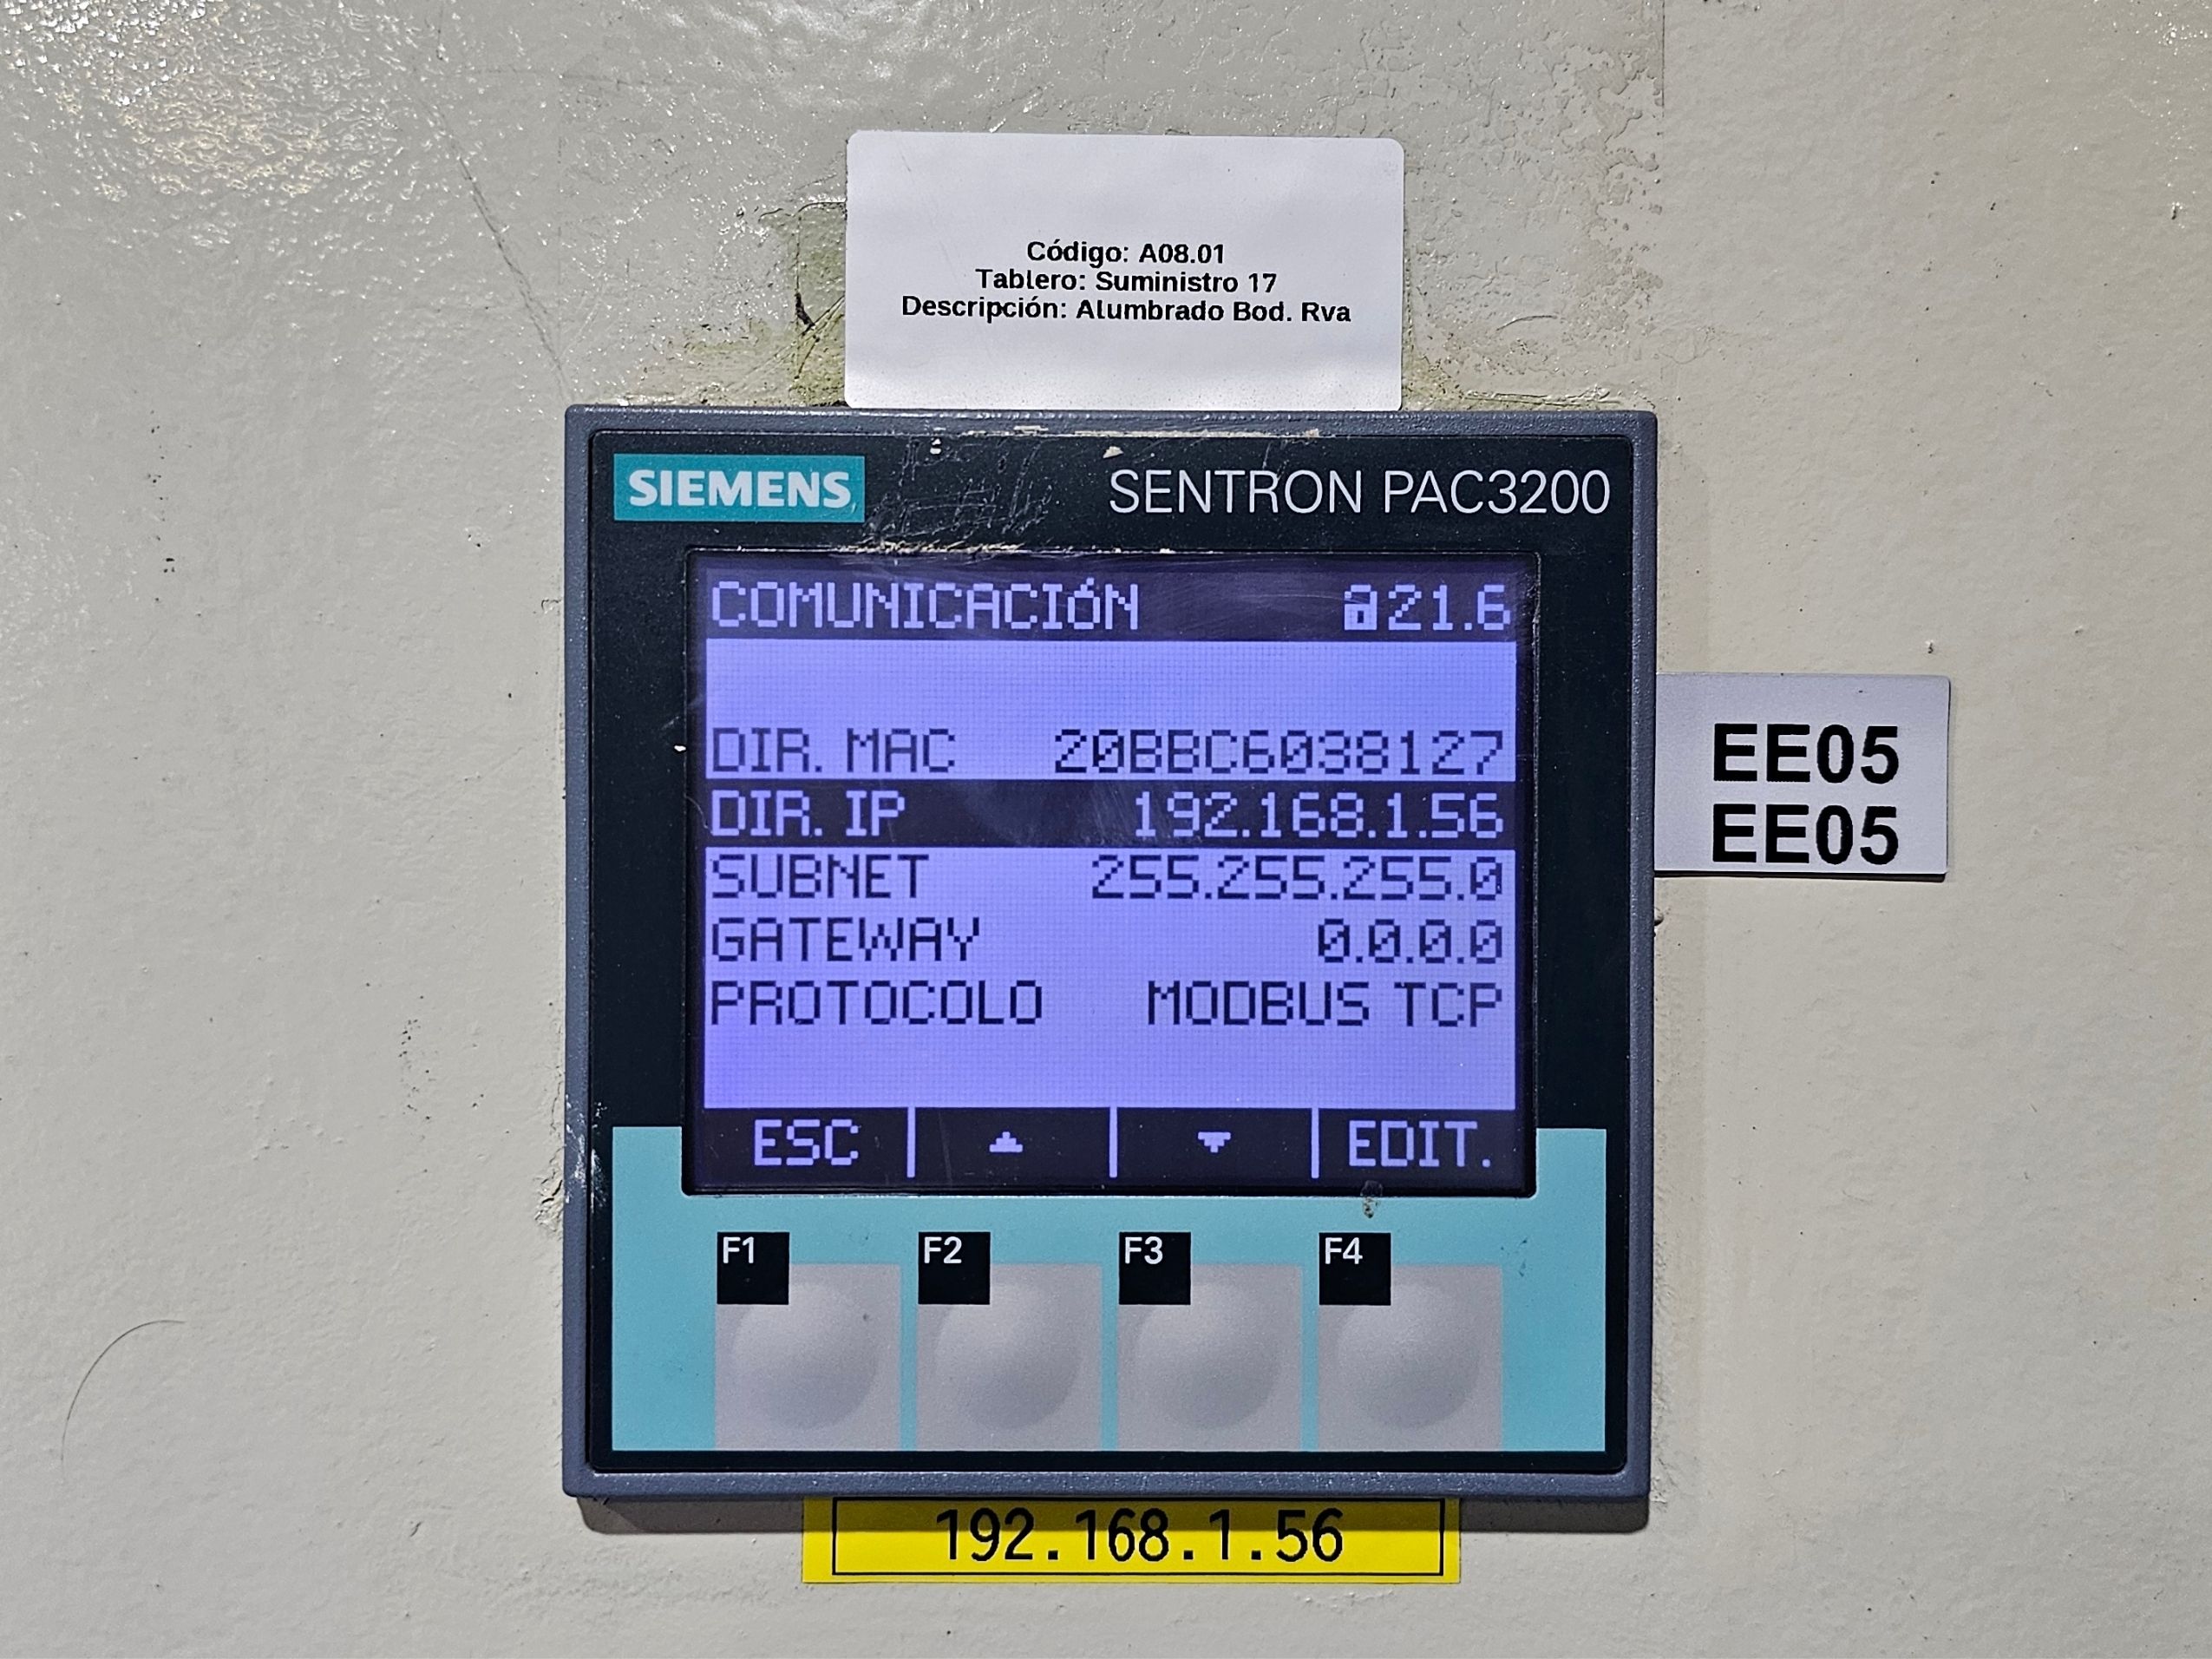 Código: A08.01
Tablero: Suministro 17
Descripción: Alumbrado Bod. Rva
SIEMENS
SENTRON PAC3200
COMUNICACIÓN 21.6
DIR. MAC 20BBC6038127
DIR. IP 192.168.1.56
SUBNET 255.255.255.0
GATEWAY 0.0.0.0
PROTOCOLO MODBUS TCP
ESC EDIT.
F1 F2 F3 F4
EE05
EE05
192.168.1.56